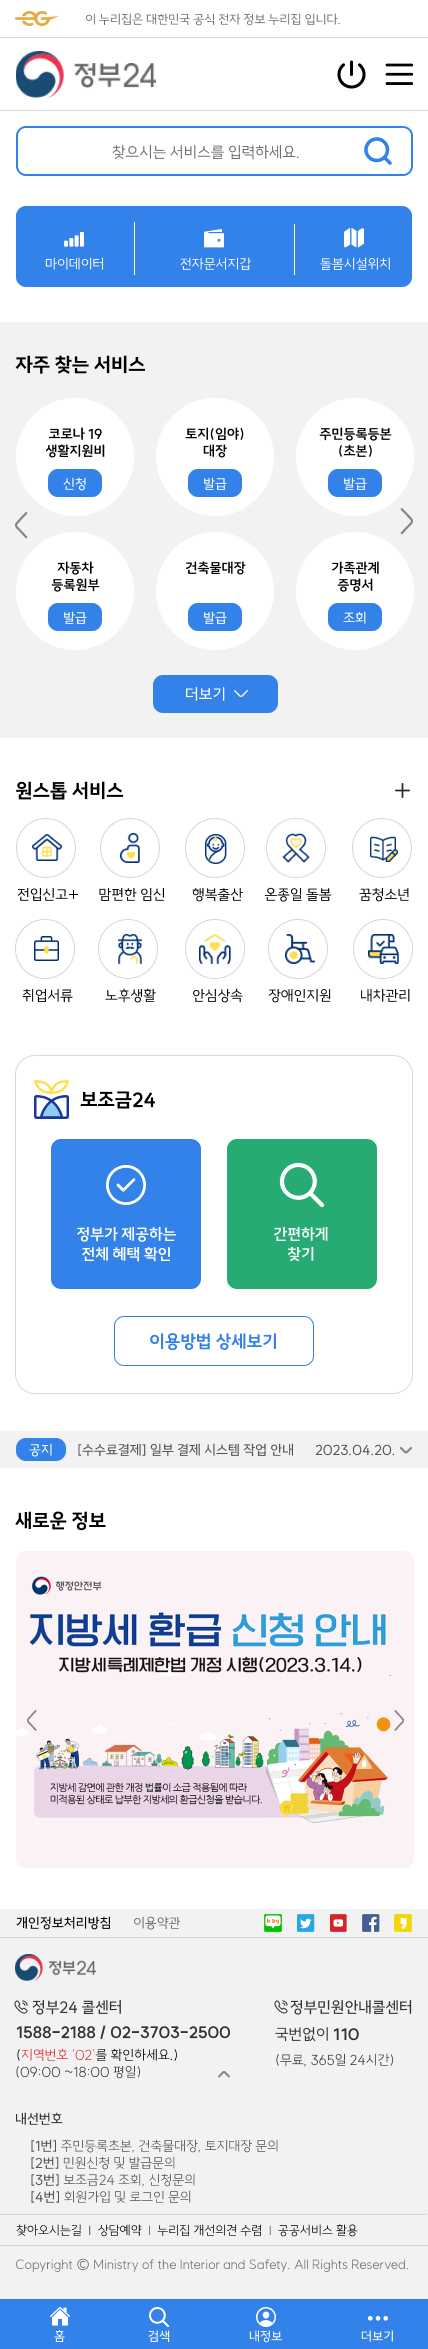 이 누리집은 대한민국 공식 전자 정보 누리집 입니다.
정부24
찾으시는 서비스를 입력하세요.
마이데이터
전자문서지갑
돌봄시설위치
자주 찾는 서비스
코로나 19
생활지원비
신청
토지(임야)
대장
발급
주민등록등본
(초본)
발급
자동차
등록원부
발급
건축물대장
발급
가족관계
증명서
조회
더보기
원스톱 서비스
전입신고+
맘편한 임신
행복출산
온종일 돌봄
꿈청소년
취업서류
노후생활
안심상속
장애인지원
내차관리
보조금24
정부가 제공하는
전체 혜택 확인
간편하게
찾기
이용방법 상세보기
공지 [수수료결제] 일부 결제 시스템 작업 안내 2023.04.20.
새로운 정보
행정안전부
지방세 환급 신청 안내
지방세특례제한법 개정 시행(2023.3.14.)
지방세 감면에 관한 개정 법률이 소급 적용됨에 따라
미적용된 상태로 납부한 지방세의 환급신청을 받습니다.
개인정보처리방침 이용약관
정부24
정부24 콜센터
1588-2188 / 02-3703-2500
(지역번호 '02'를 확인하세요.)
(09:00 ~18:00 평일)
정부민원안내콜센터
국번없이 110
(무료, 365일 24시간)
내선번호
[1번] 주민등록초본, 건축물대장, 토지대장 문의
[2번] 민원신청 및 발급문의
[3번] 보조금24 조회, 신청문의
[4번] 회원가입 및 로그인 문의
찾아오시는길 | 상담예약 | 누리집 개선의견 수렴 | 공공서비스 활용
Copyright © Ministry of the Interior and Safety. All Rights Reserved.
홈
검색
내정보
더보기